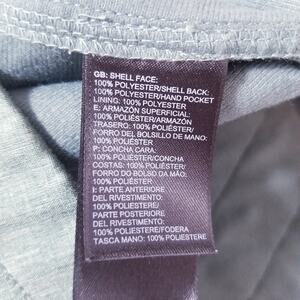 GB: SHELL FACE:
100% POLYESTER/SHELL BACK:
100% POLYESTER/HAND POCKET
LINING: 100% POLYESTER
E: ARMAZÓN SUPERFICIAL:
100% POLIÉSTER/ARMAZÓN
TRASERO: 100% POLIÉSTER/
FORRO DEL BOLSILLO DE MANO:
100% POLIÉSTER
P: CONCHA CARA:
100% POLIÉSTER/CONCHA
COSTAS: 100% POLIÉSTER/
FORRO DO BOLSO DA MÃO:
100% POLIÉSTER
I: PARTE ANTERIORE
DEL RIVESTIMENTO:
100% POLIESTERE/
PARTE POSTERIORE
DEL RIVESTIMENTO:
100% POLIESTERE/FODERA
TASCA MANO: 100% POLIESTERE